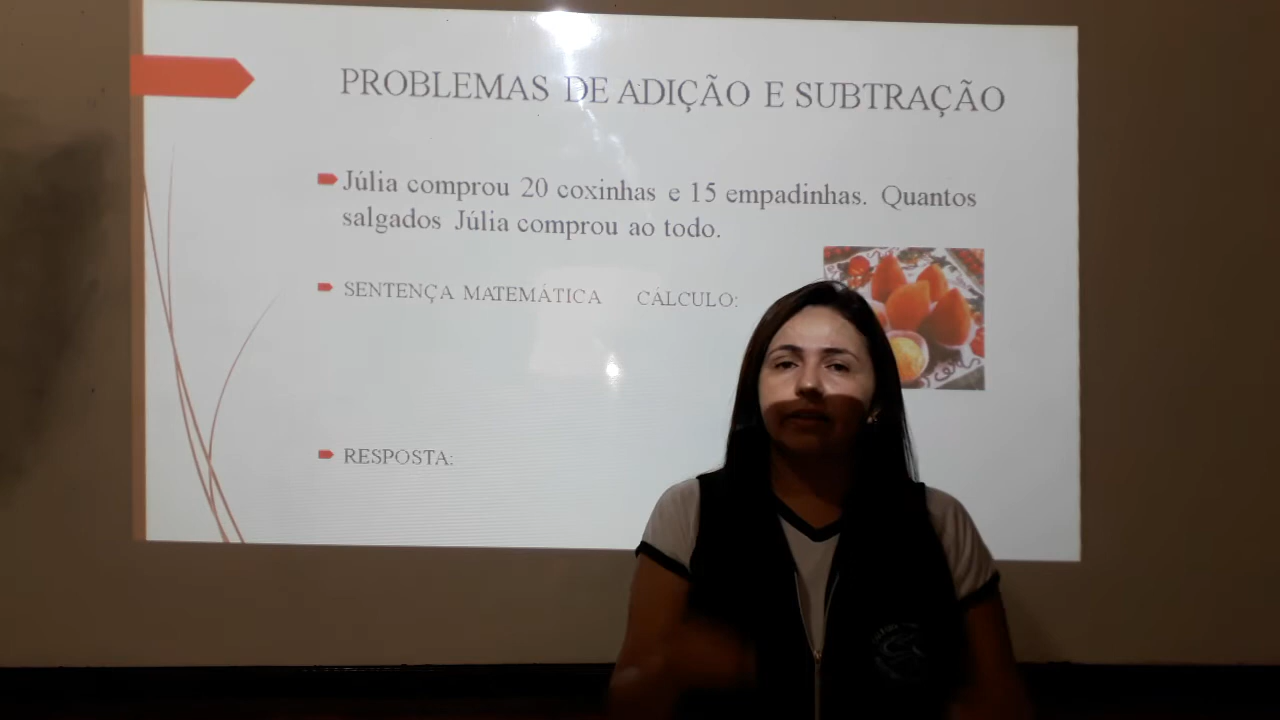 PROBLEMAS DE ADIÇÃO E SUBTRAÇÃO
Júlia comprou 20 coxinhas e 15 empadinhas. Quantos
salgados Júlia comprou ao todo.
SENTENÇA MATEMÁTICA CÁLCULO:
RESPOSTA: